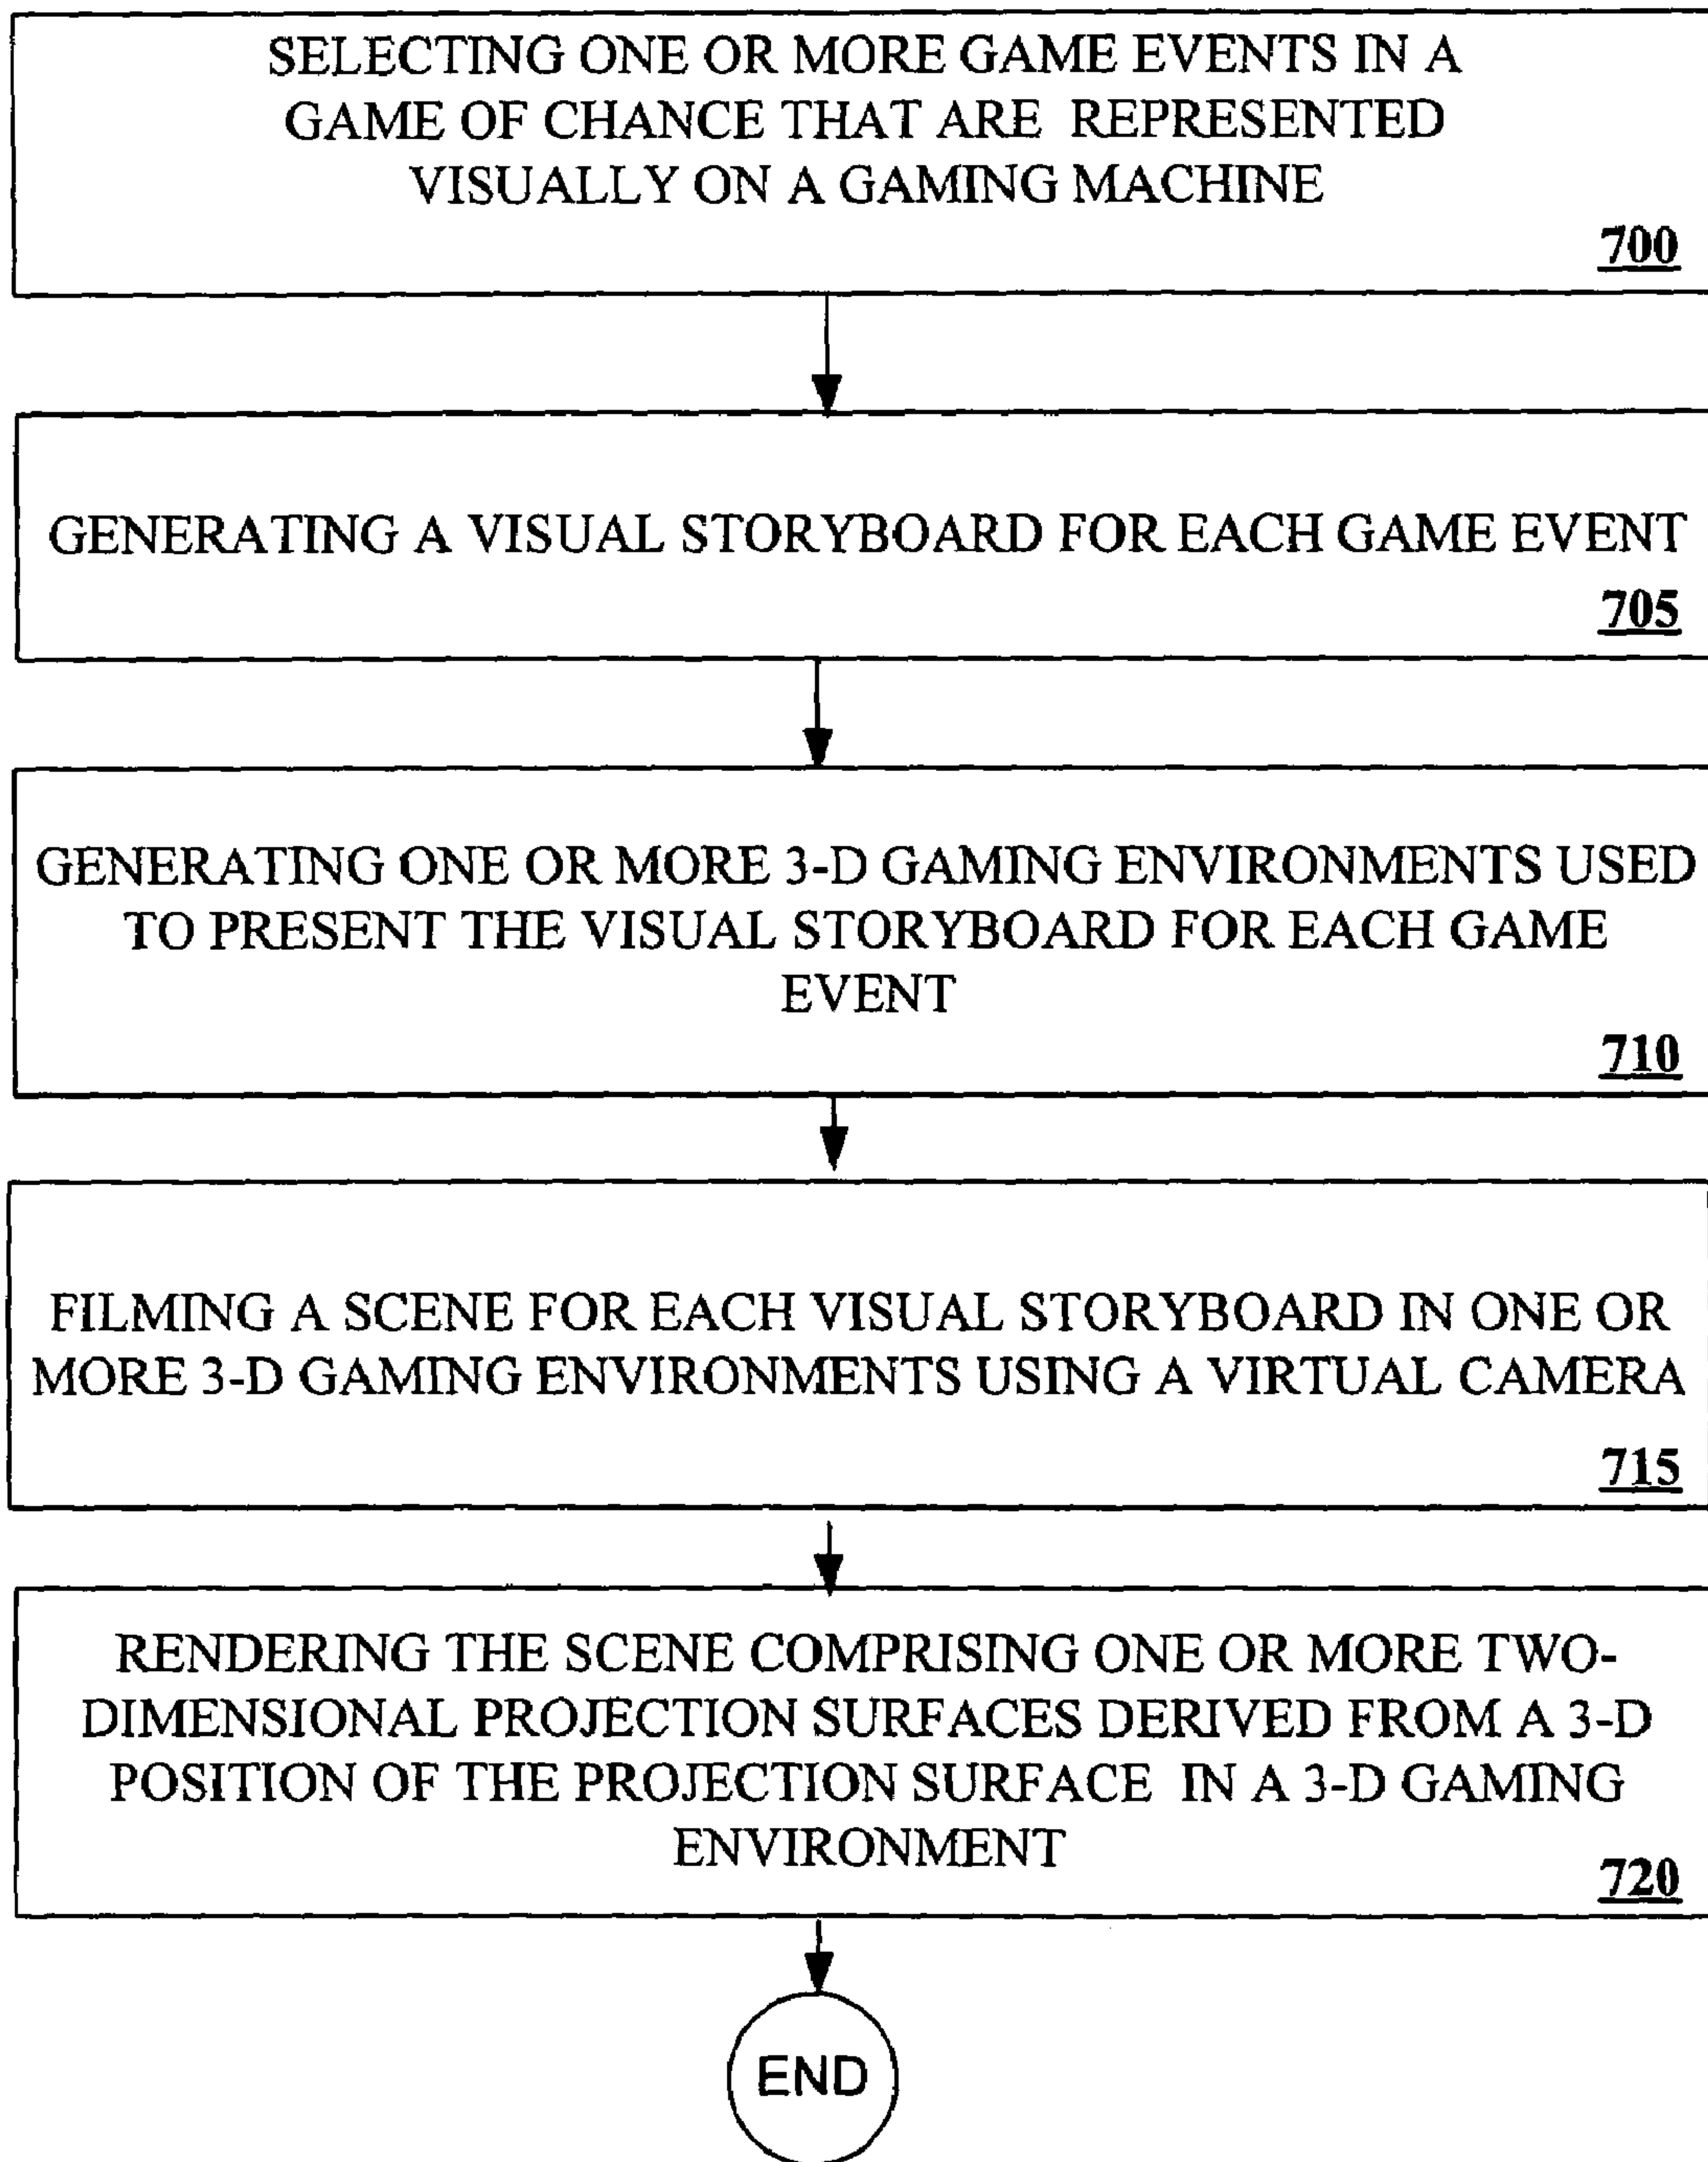 SELECTING ONE OR MORE GAME EVENTS IN A
GAME OF CHANCE THAT ARE REPRESENTED
VISUALLY ON A GAMING MACHINE
700
GENERATING A VISUAL STORYBOARD FOR EACH GAME EVENT
705
GENERATING ONE OR MORE 3-D GAMING ENVIRONMENTS USED
TO PRESENT THE VISUAL STORYBOARD FOR EACH GAME
EVENT
710
FILMING A SCENE FOR EACH VISUAL STORYBOARD IN ONE OR
MORE 3-D GAMING ENVIRONMENTS USING A VIRTUAL CAMERA
715
RENDERING THE SCENE COMPRISING ONE OR MORE TWO-
DIMENSIONAL PROJECTION SURFACES DERIVED FROM A 3-D
POSITION OF THE PROJECTION SURFACE IN A 3-D GAMING
ENVIRONMENT
720
END